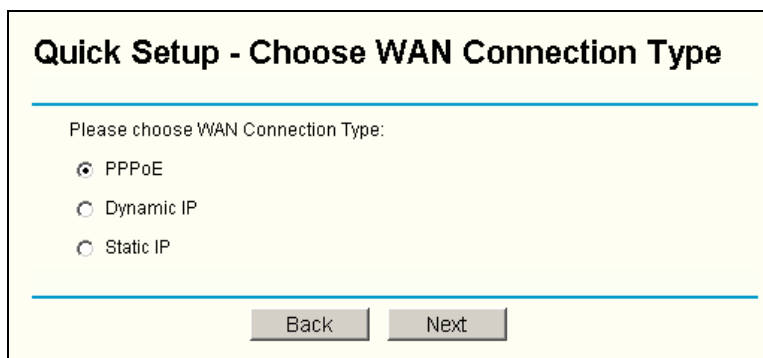 Quick Setup - Choose WAN Connection Type
Please choose WAN Connection Type:
PPPoE
Dynamic IP
Static IP
Back Next